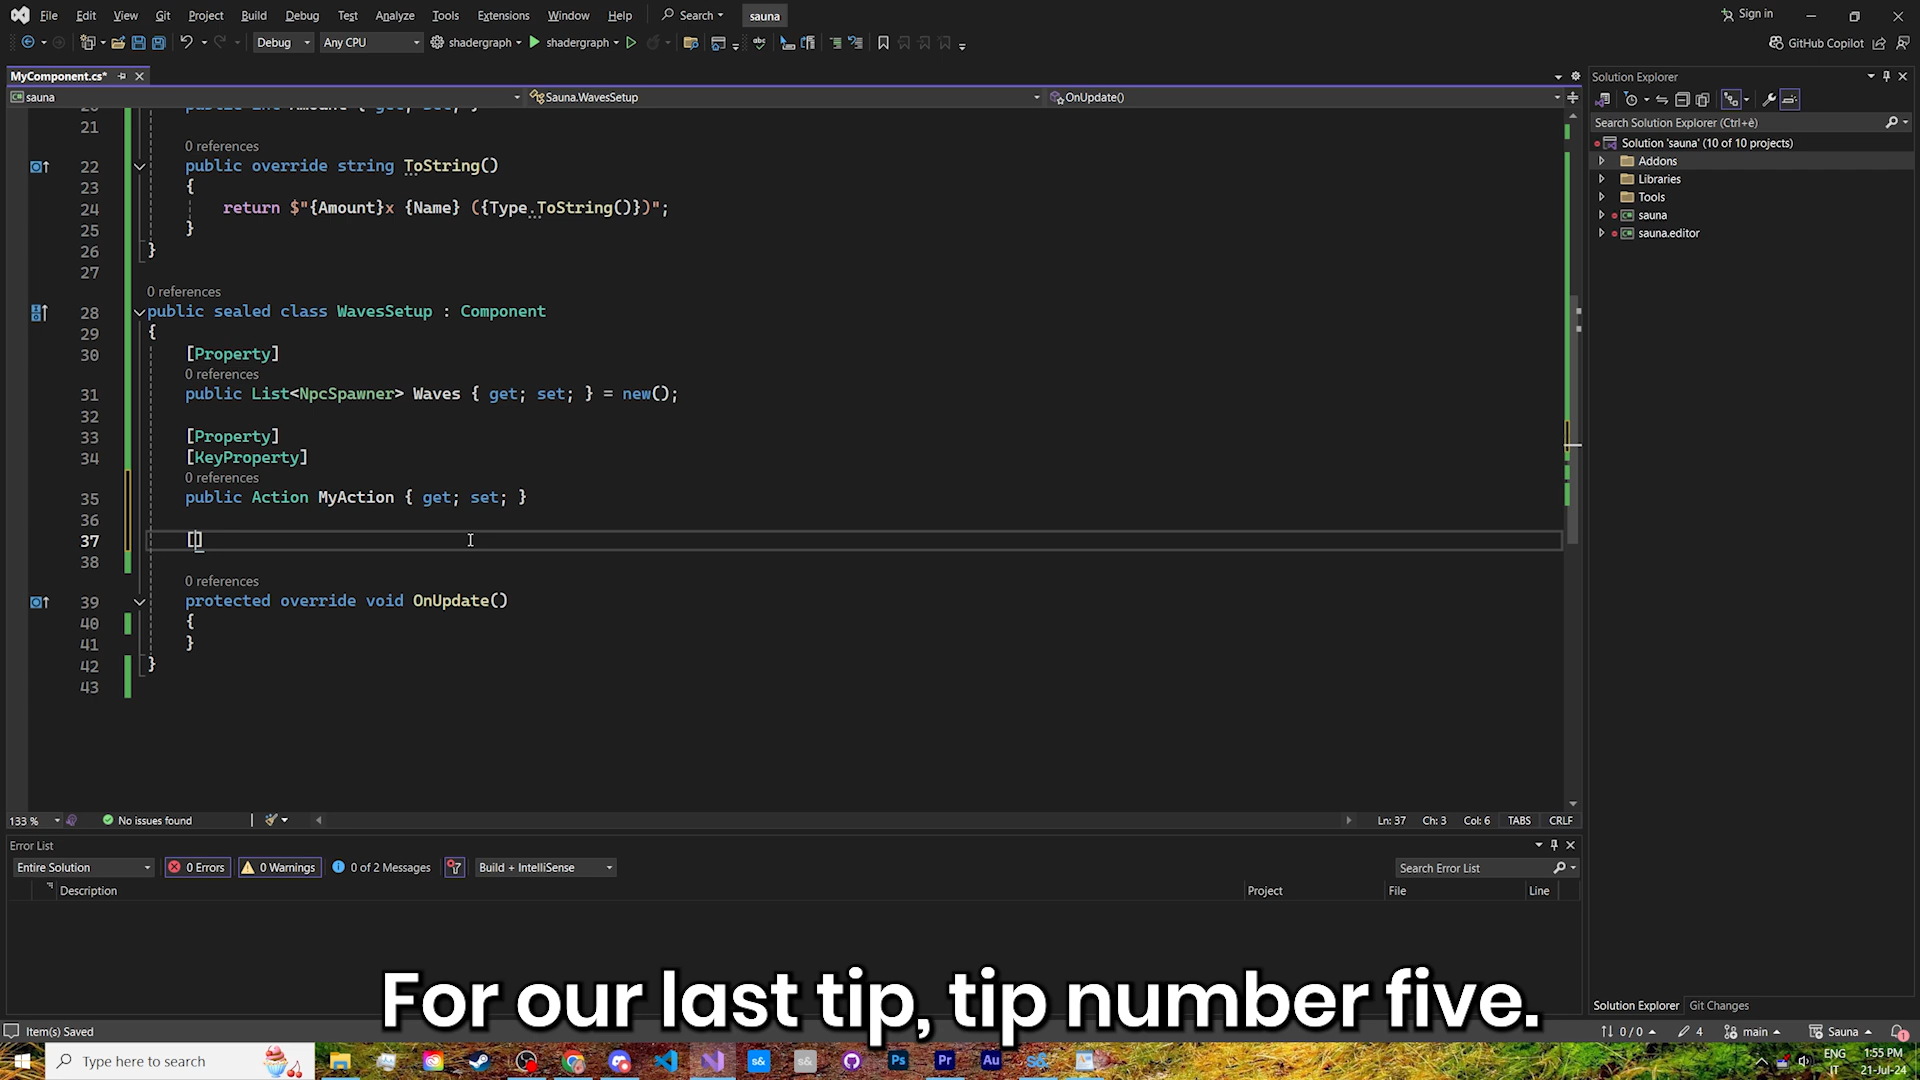 File Edit View Git Project Build Debug Test Analyze Tools Extensions Window Help Search sauna Sign in
Debug Any CPU shadergraph shadergraph GitHub Copilot
MyComponent.cs*
sauna Sauna.WavesSetup OnUpdate()
21
0 references
22 public override string ToString()
23 {
24 return $"{Amount}x {Name} ({Type.ToString()})";
25 }
26 }
27
0 references
28 public sealed class WavesSetup : Component
29 {
30 [Property]
0 references
31 public List<NpcSpawner> Waves { get; set; } = new();
32
33 [Property]
34 [KeyProperty]
0 references
35 public Action MyAction { get; set; }
36
37 []
38
0 references
39 protected override void OnUpdate()
40 {
41 }
42 }
43
133 % No issues found Ln: 37 Ch: 3 Col: 6 TABS CRLF
Error List
Entire Solution 0 Errors 0 Warnings 0 of 2 Messages Build + IntelliSense Search Error List
Description Project File Line
Solution Explorer
Search Solution Explorer (Ctrl+è)
Solution 'sauna' (10 of 10 projects)
Addons
Libraries
Tools
sauna
sauna.editor
Solution Explorer Git Changes
For our last tip, tip number five.
Item(s) Saved 0 / 0 4 main Sauna 1
Type here to search s& s& Ps Pr Au s& ENG IT 1:55 PM 21-Jul-24